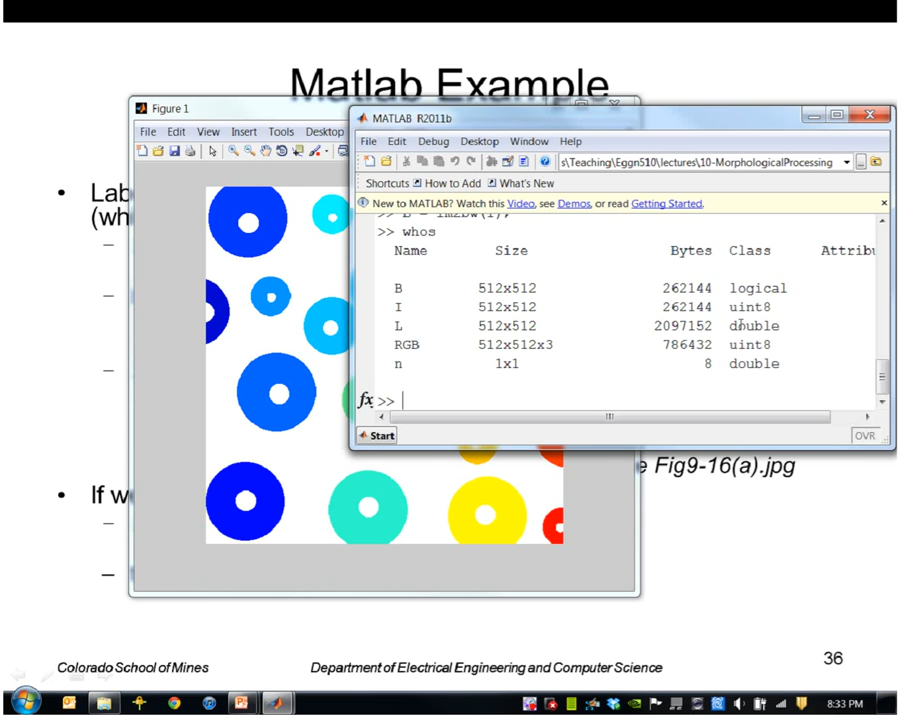 Matlab Example
Figure 1
File Edit View Insert Tools Desktop
MATLAB R2011b
File Edit Debug Desktop Window Help
s\Teaching\Eggn510\lectures\10-MorphologicalProcessing
Shortcuts How to Add What's New
New to MATLAB? Watch this Video, see Demos, or read Getting Started.
>> whos
Name Size Bytes Class Attribu
B 512x512 262144 logical
I 512x512 262144 uint8
L 512x512 2097152 double
RGB 512x512x3 786432 uint8
n 1x1 8 double
fx >>
Start OVR
• Lab
(wh
–
–
–
Fig9-16(a).jpg
• If w
–
–
Colorado School of Mines Department of Electrical Engineering and Computer Science 36
8:33 PM